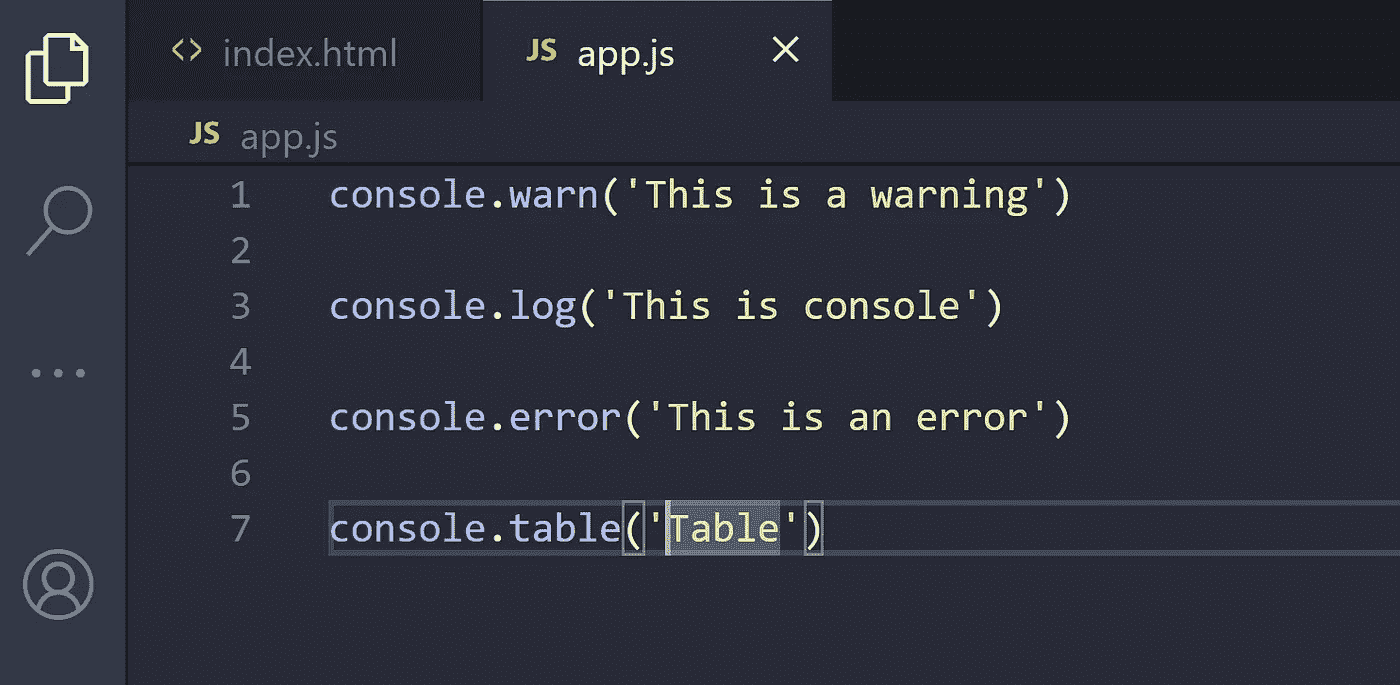 <> index.html JS app.js
JS app.js
1 console.warn('This is a warning')
2
3 console.log('This is console')
4
5 console.error('This is an error')
6
7 console.table('Table')